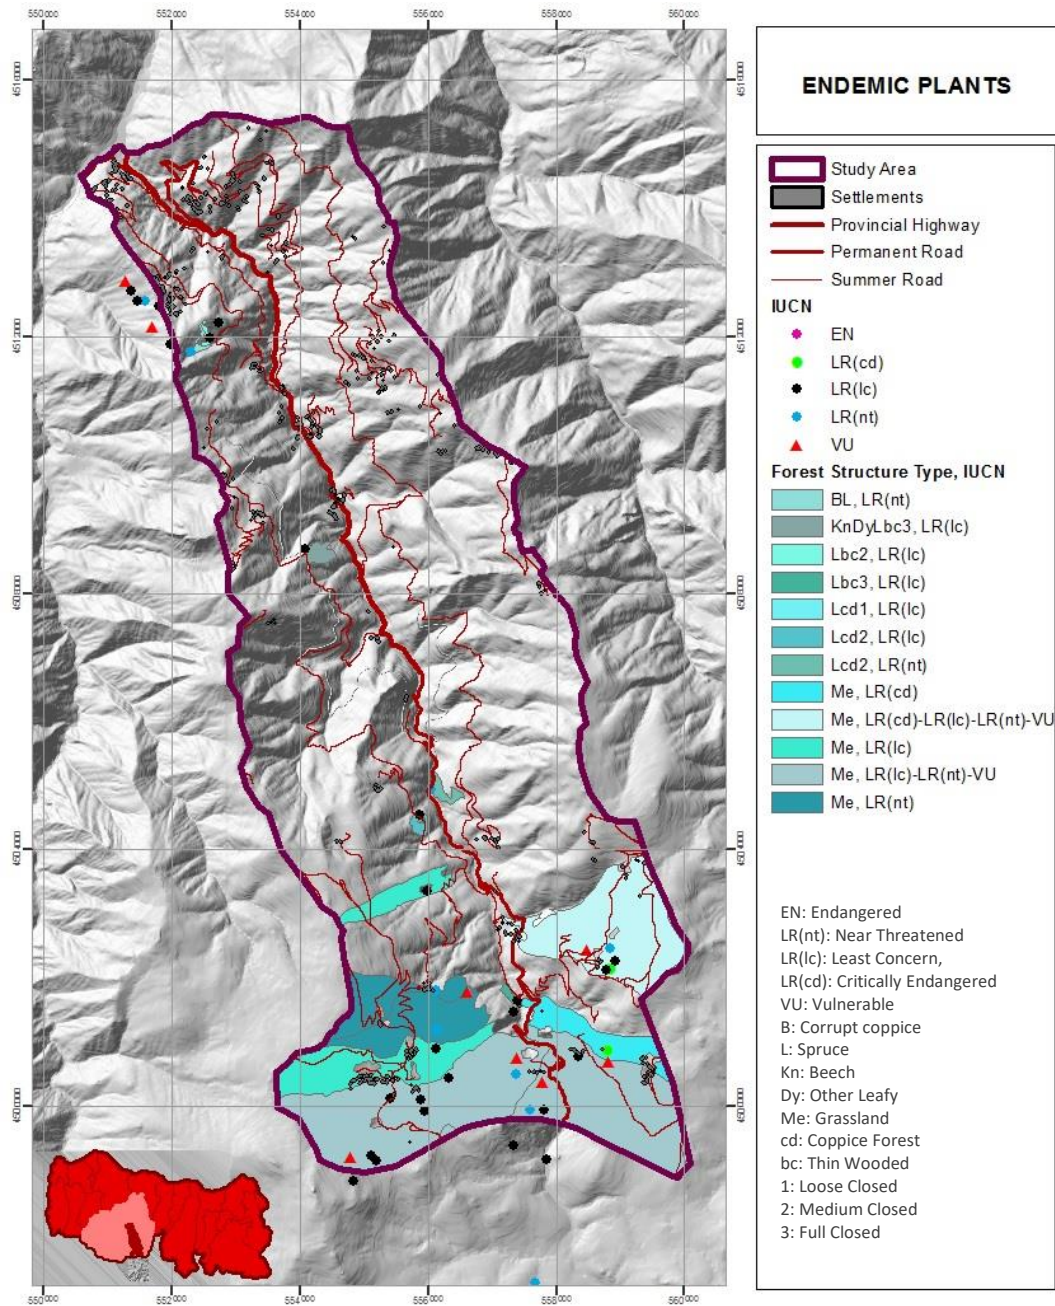 550000 552000 554000 556000 558000 560000
ENDEMIC PLANTS
Study Area
Settlements
Provincial Highway
Permanent Road
Summer Road
IUCN
EN
LR(cd)
LR(lc)
LR(nt)
VU
Forest Structure Type, IUCN
BL, LR(nt)
KnDyLbc3, LR(lc)
Lbc2, LR(lc)
Lbc3, LR(lc)
Lcd1, LR(lc)
Lcd2, LR(lc)
Lcd2, LR(nt)
Me, LR(cd)
Me, LR(cd)-LR(lc)-LR(nt)-VU
Me, LR(lc)
Me, LR(lc)-LR(nt)-VU
Me, LR(nt)
EN: Endangered
LR(nt): Near Threatened
LR(lc): Least Concern,
LR(cd): Critically Endangered
VU: Vulnerable
B: Corrupt coppice
L: Spruce
Kn: Beech
Dy: Other Leafy
Me: Grassland
cd: Coppice Forest
bc: Thin Wooded
1: Loose Closed
2: Medium Closed
3: Full Closed
550000 552000 554000 556000 558000 560000